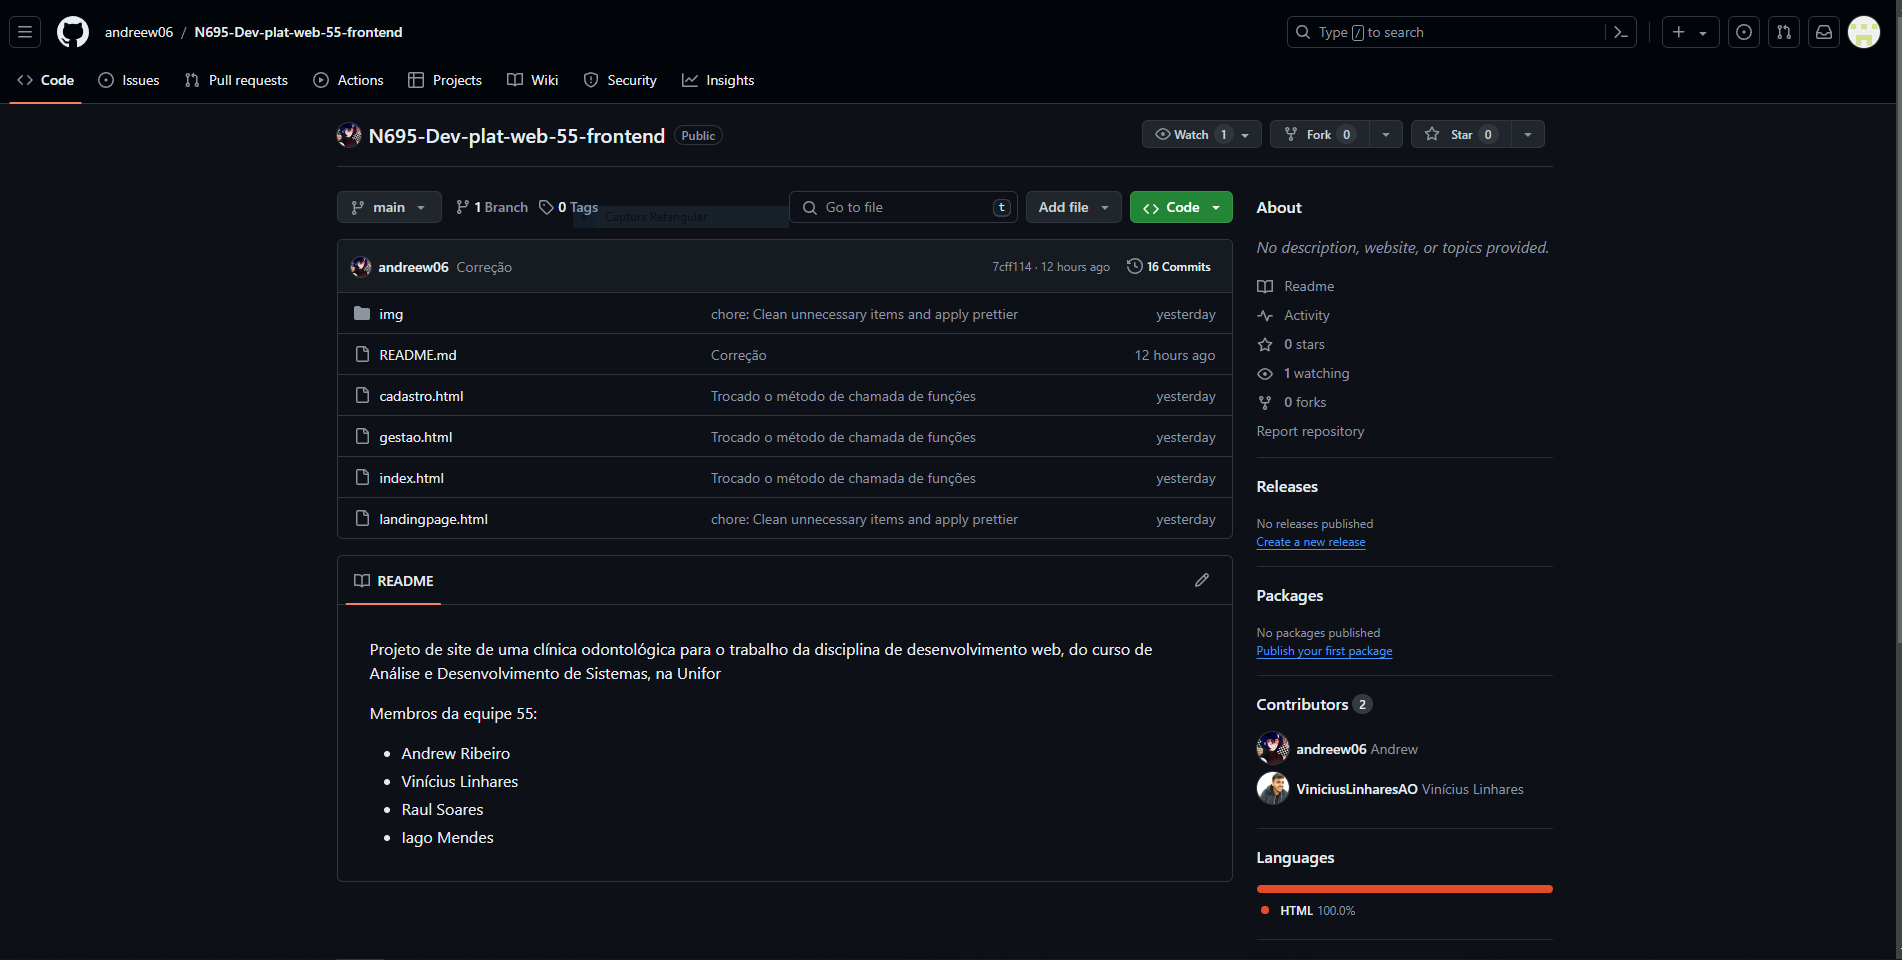 andreew06 / N695-Dev-plat-web-55-frontend
Type / to search
Code Issues Pull requests Actions Projects Wiki Security Insights
N695-Dev-plat-web-55-frontend Public
Watch 1 Fork 0 Star 0
main 1 Branch 0 Tags Go to file t Add file Code
Captura Retangular
andreew06 Correção 7cff114 · 12 hours ago 16 Commits
img chore: Clean unnecessary items and apply prettier yesterday
README.md Correção 12 hours ago
cadastro.html Trocado o método de chamada de funções yesterday
gestao.html Trocado o método de chamada de funções yesterday
index.html Trocado o método de chamada de funções yesterday
landingpage.html chore: Clean unnecessary items and apply prettier yesterday
README
Projeto de site de uma clínica odontológica para o trabalho da disciplina de desenvolvimento web, do curso de
Análise e Desenvolvimento de Sistemas, na Unifor
Membros da equipe 55:
• Andrew Ribeiro
• Vinícius Linhares
• Raul Soares
• Iago Mendes
About
No description, website, or topics provided.
Readme
Activity
0 stars
1 watching
0 forks
Report repository
Releases
No releases published
Create a new release
Packages
No packages published
Publish your first package
Contributors 2
andreew06 Andrew
ViniciusLinharesAO Vinícius Linhares
Languages
HTML 100.0%